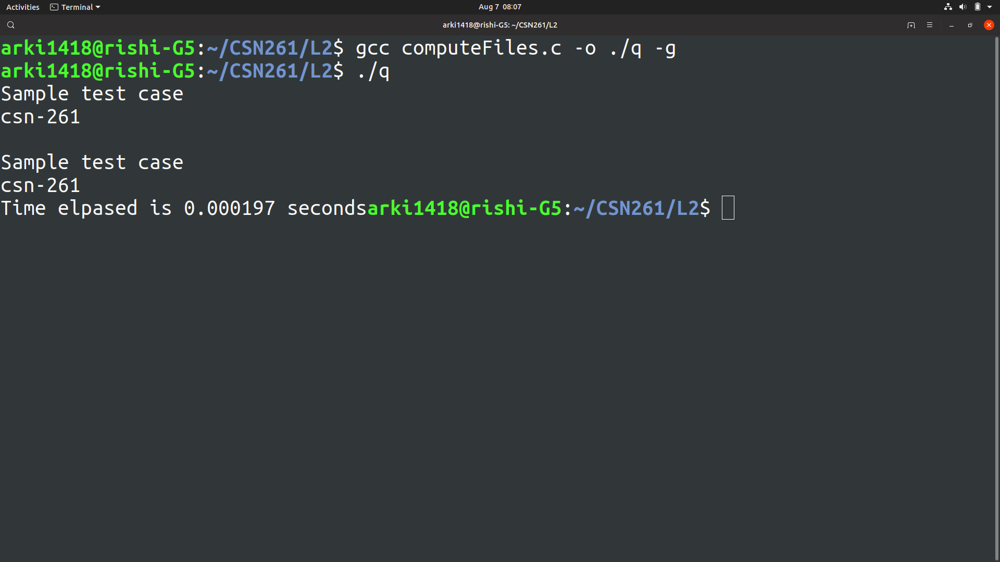 Activities Terminal Aug 7 08:07
arki1418@rishi-G5: ~/CSN261/L2
arki1418@rishi-G5:~/CSN261/L2$ gcc computeFiles.c -o ./q -g
arki1418@rishi-G5:~/CSN261/L2$ ./q
Sample test case
csn-261

Sample test case
csn-261
Time elpased is 0.000197 secondsarki1418@rishi-G5:~/CSN261/L2$